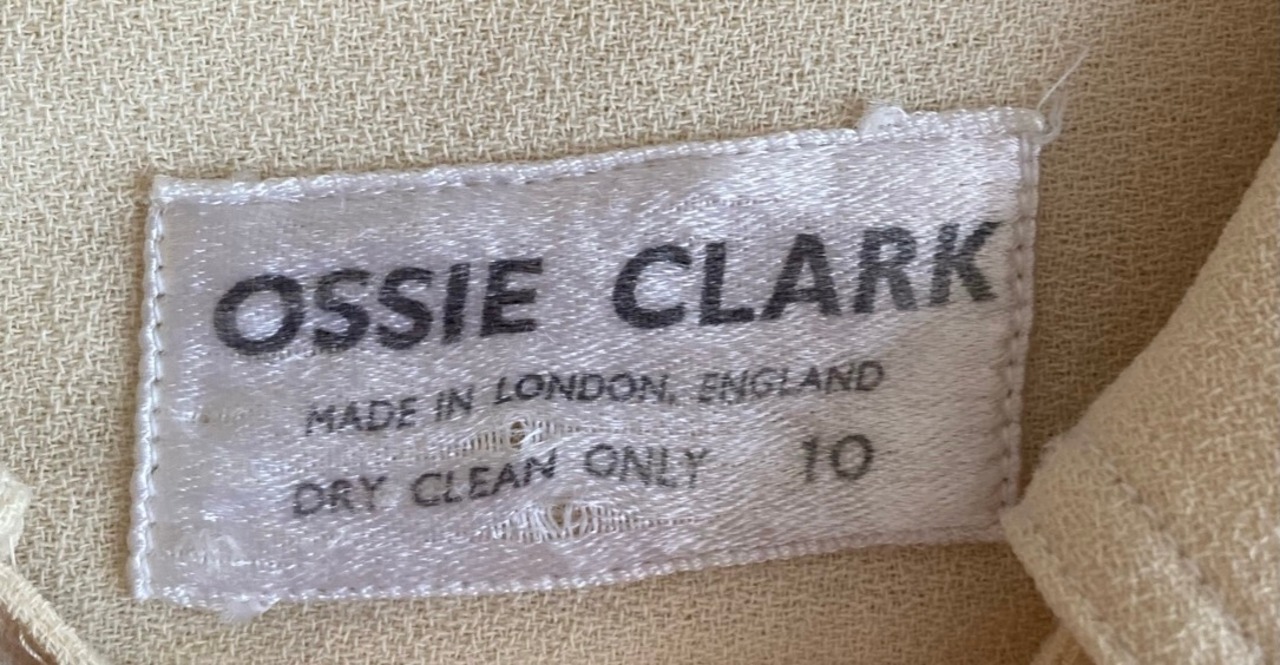 OSSIE CLARK
MADE IN LONDON, ENGLAND
DRY CLEAN ONLY 10